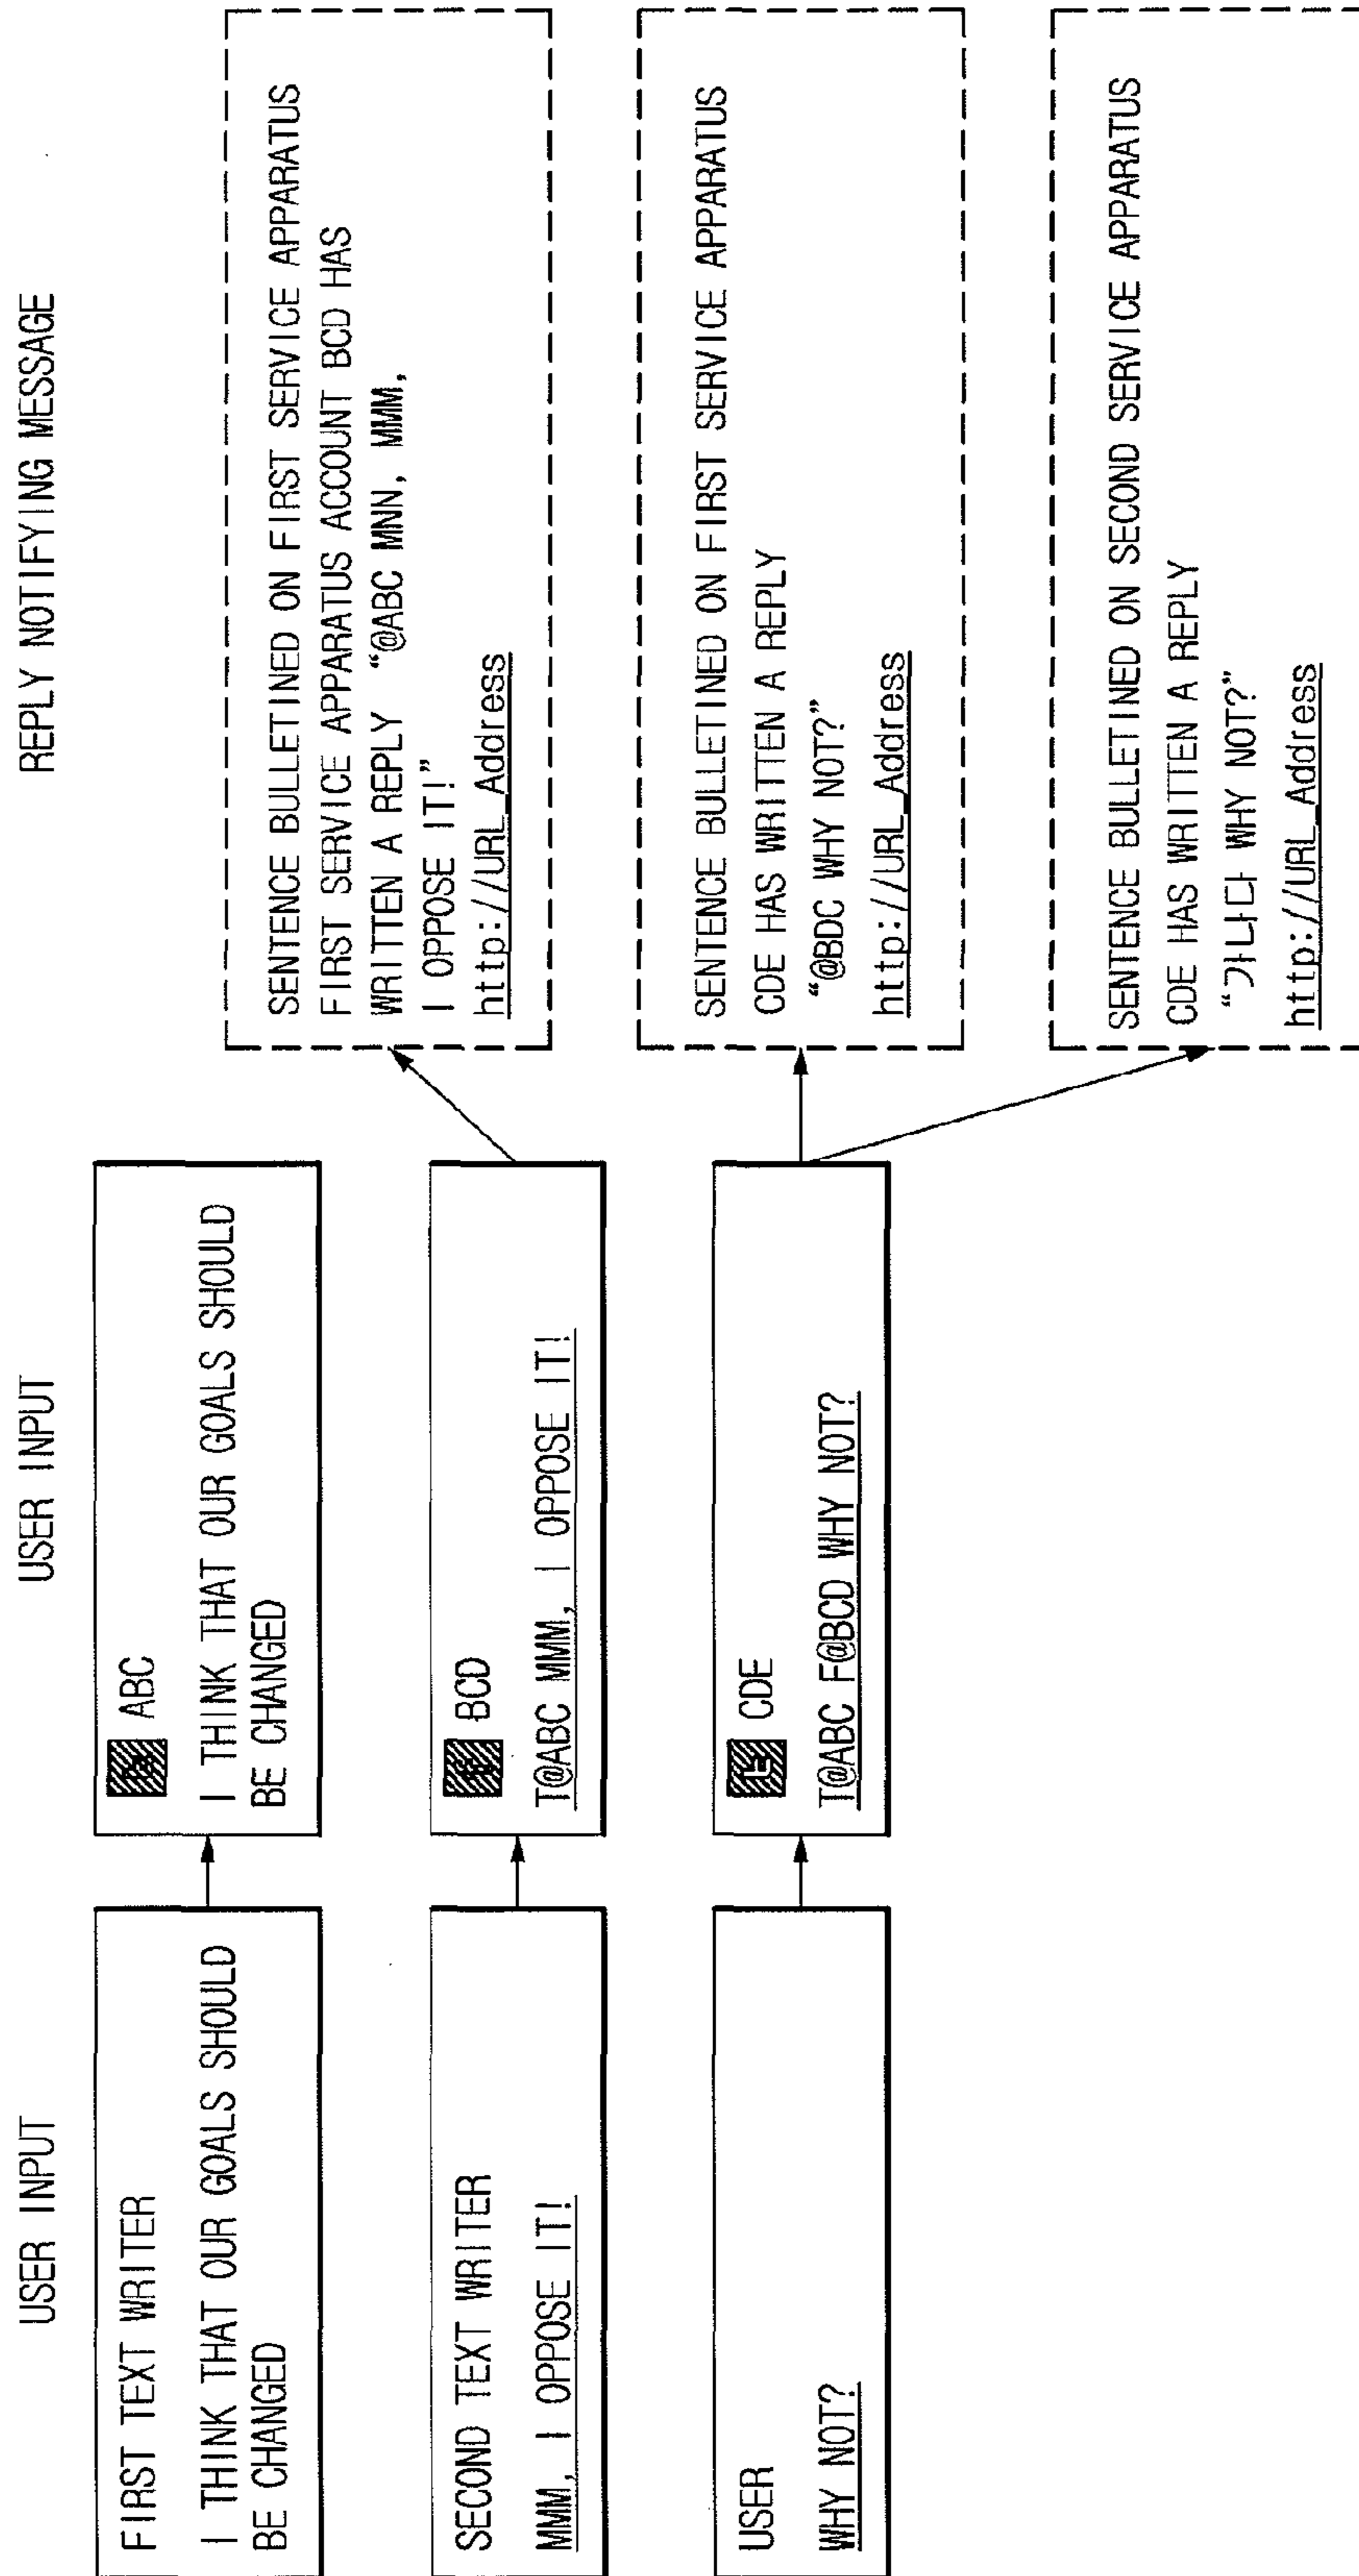 USER INPUT
USER INPUT
REPLY NOTIFYING MESSAGE
FIRST TEXT WRITER
I THINK THAT OUR GOALS SHOULD
BE CHANGED
ABC
I THINK THAT OUR GOALS SHOULD
BE CHANGED
SECOND TEXT WRITER
MMM, I OPPOSE IT!
BCD
T@ABC MMM, I OPPOSE IT!
SENTENCE BULLETINED ON FIRST SERVICE APPARATUS
FIRST SERVICE APPARATUS ACCOUNT BCD HAS
WRITTEN A REPLY “@ABC MNN, MMM,
I OPPOSE IT!”
http://URL_Address
USER
WHY NOT?
CDE
T@ABC F@BCD WHY NOT?
SENTENCE BULLETINED ON FIRST SERVICE APPARATUS
CDE HAS WRITTEN A REPLY
“@BDC WHY NOT?”
http://URL_Address
SENTENCE BULLETINED ON SECOND SERVICE APPARATUS
CDE HAS WRITTEN A REPLY
“가나다 WHY NOT?”
http://URL_Address